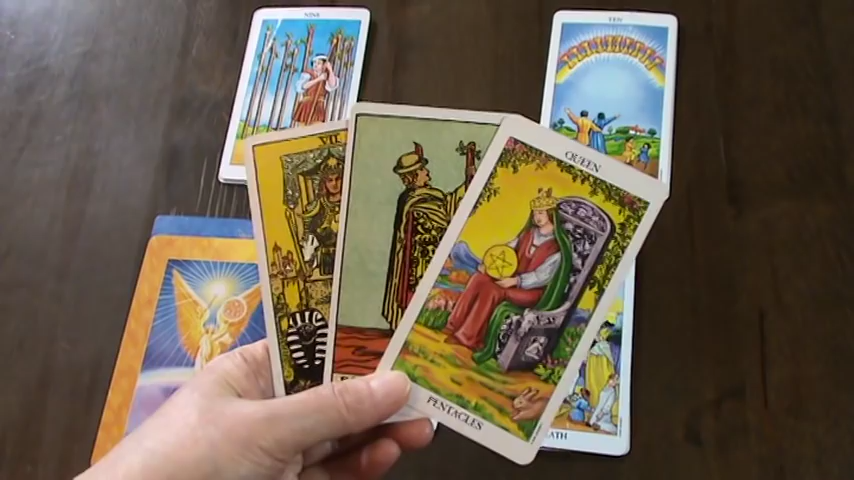 NINE
TEN
VII
QUEEN
PENTACLES
ATH